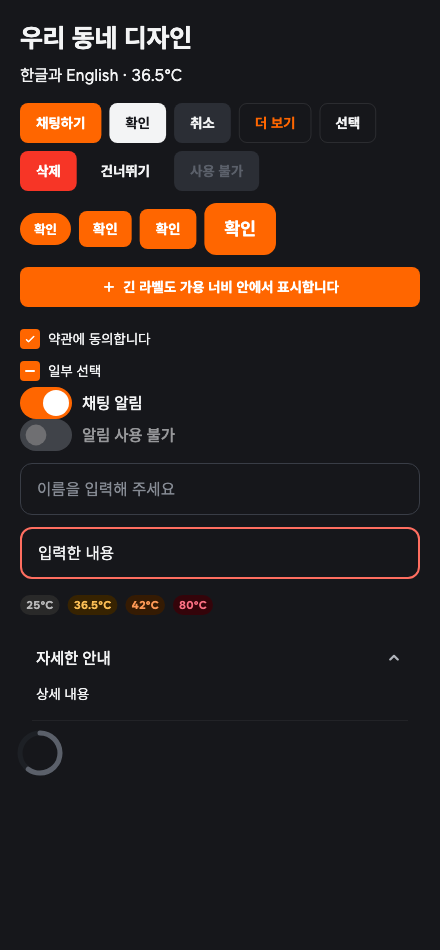 우리 동네 디자인
한글과 English · 36.5°C
채팅하기 확인 취소 더 보기 선택
삭제 건너뛰기 사용 불가
확인 확인 확인 확인
+ 긴 라벨도 가용 너비 안에서 표시합니다
약관에 동의합니다
일부 선택
채팅 알림
알림 사용 불가
이름을 입력해 주세요
입력한 내용
25°C 36.5°C 42°C 80°C
자세한 안내
상세 내용